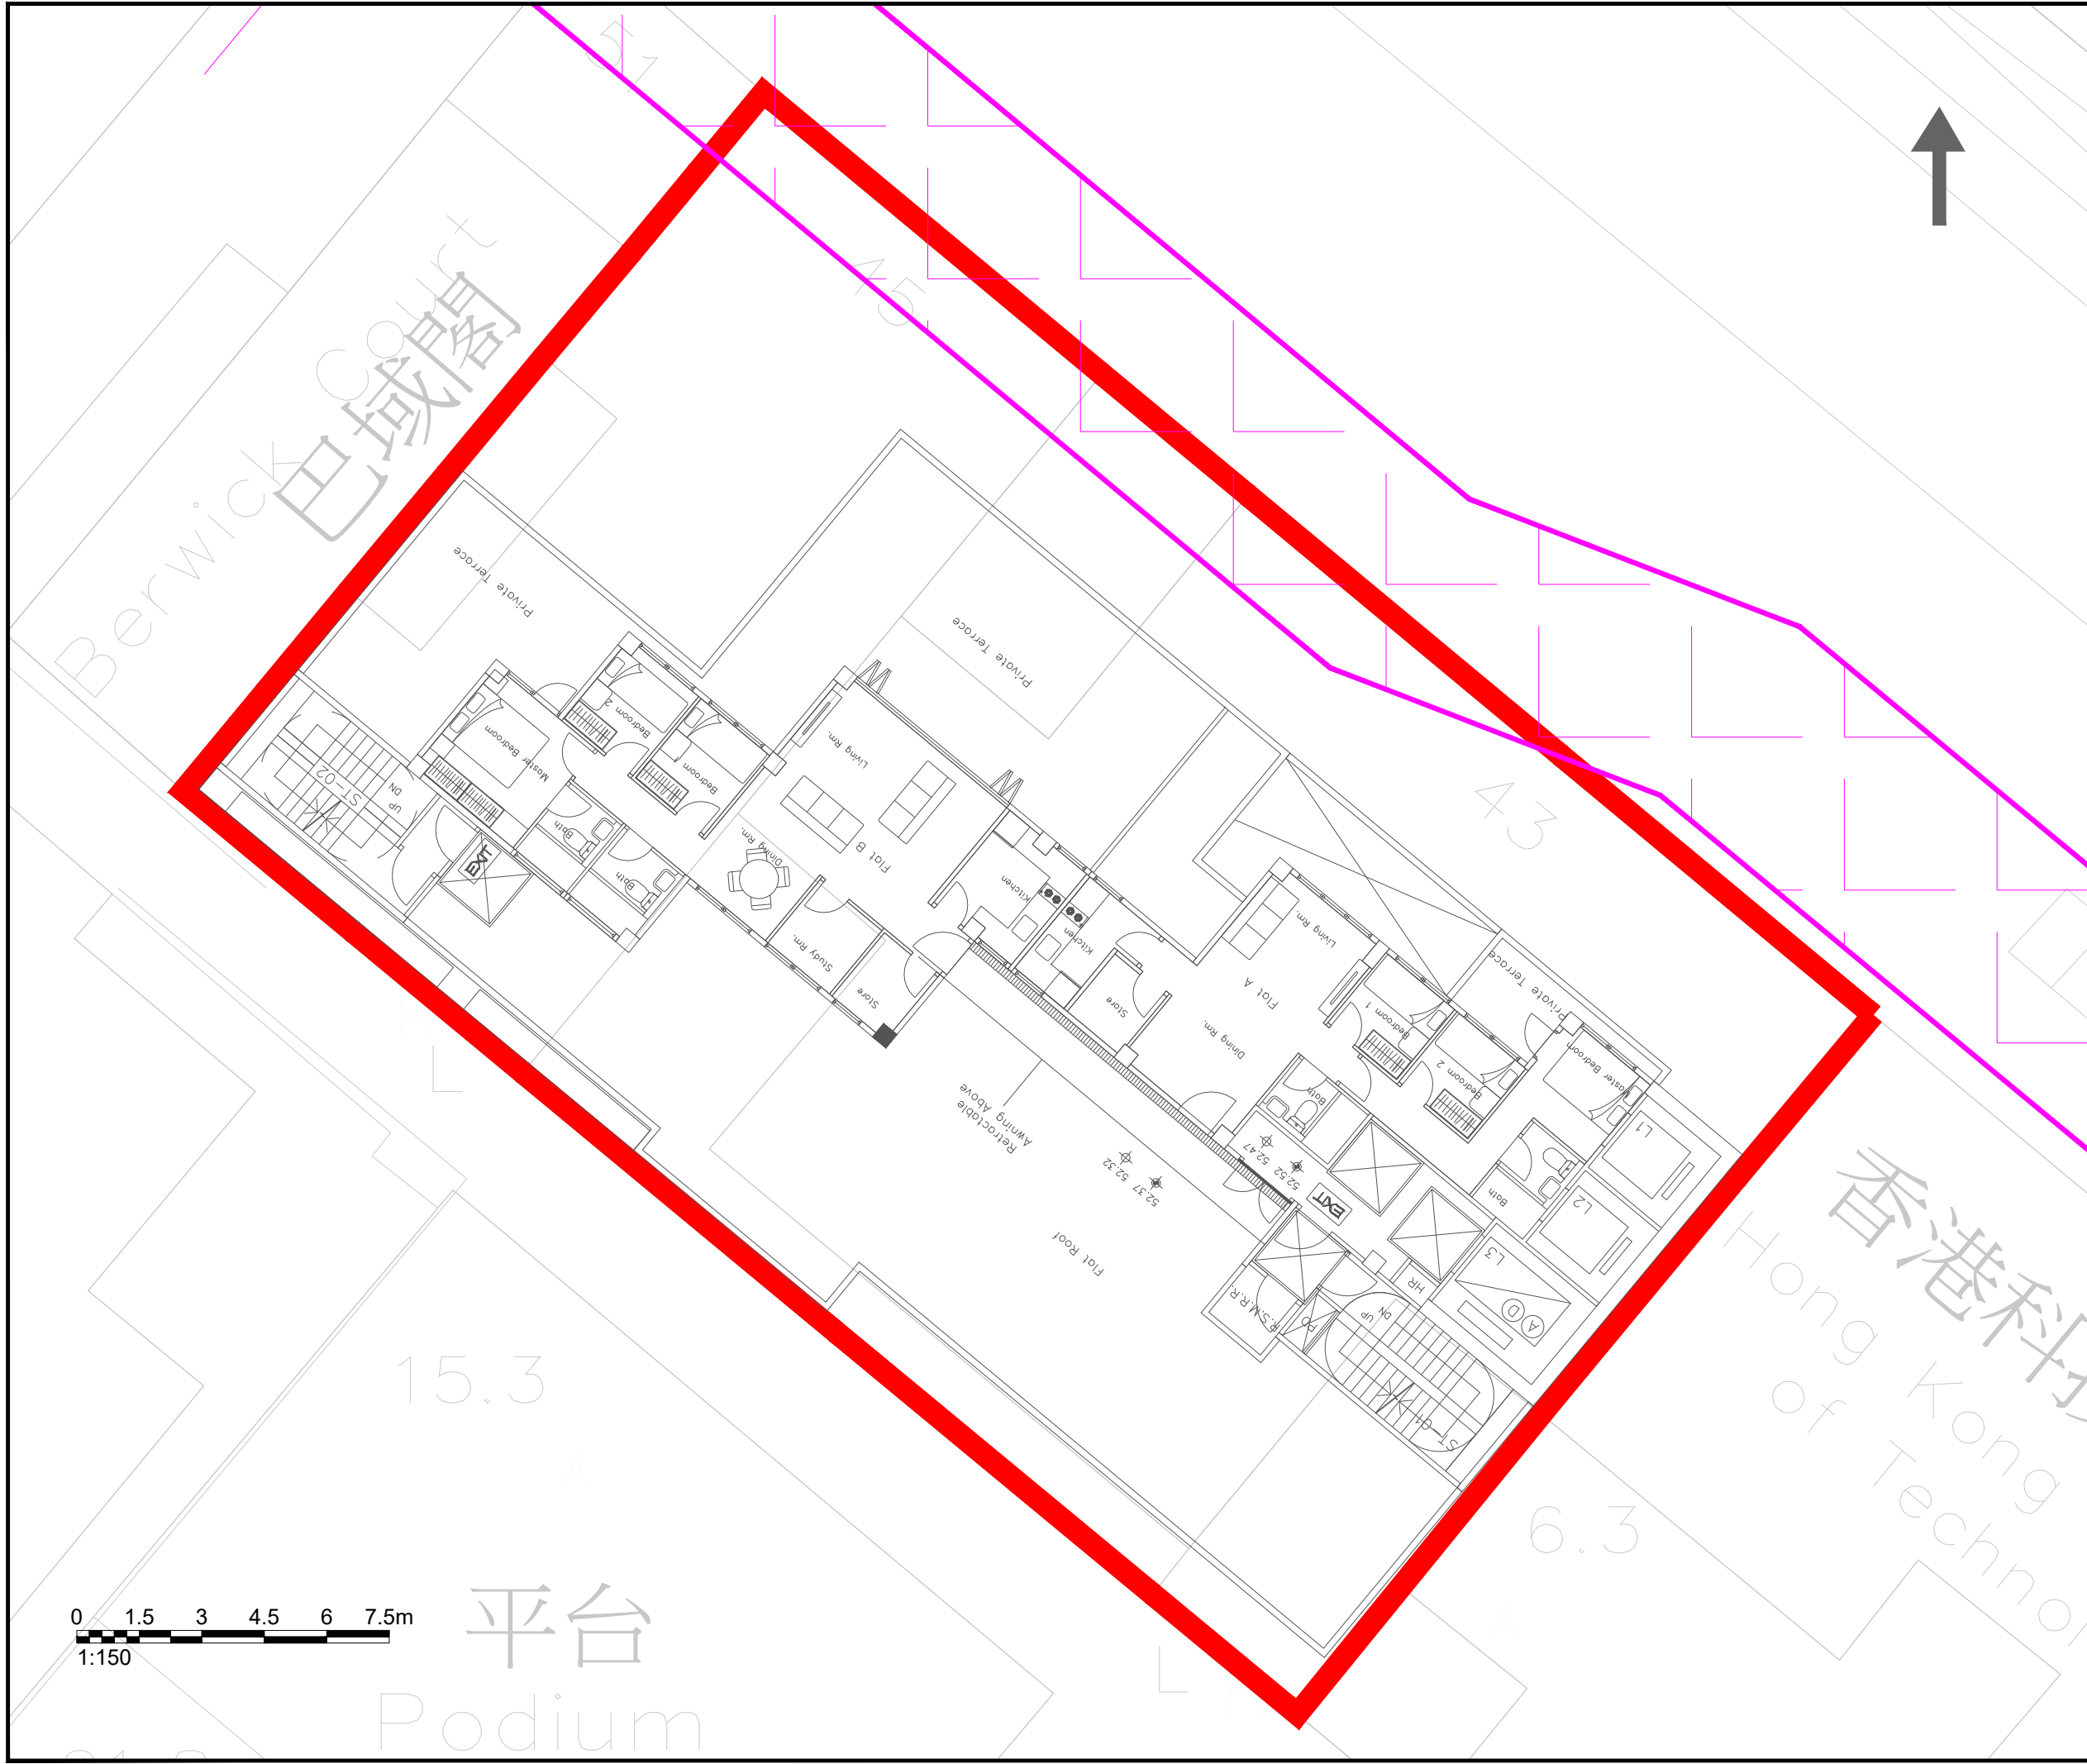 Berwick Court
巴域閣
45
43
Private Terrace
Private Terrace
Private Terrace
Master Bedroom
Bedroom 2
Bedroom
Living Rm.
Dining Rm.
Flat B
Bath
Bath
Study Rm.
Store
Kitchen
Kitchen
Store
Flat A
Living Rm.
Dining Rm.
Bedroom 1
Bedroom 2
Master Bedroom
Bath
Bath
ST-02
UP
DN
EXIT
Retractable
Awning Above
52.32
52.37
52.47
52.52
EXIT
Flat Roof
R.S.M.R.R.
PD
HR
UP
DN
ST-01
L1
L2
L3
A
D
香港科
Hong Kong
of Techno
15.3
6.3
平台
Podium
0 1.5 3 4.5 6 7.5m
1:150